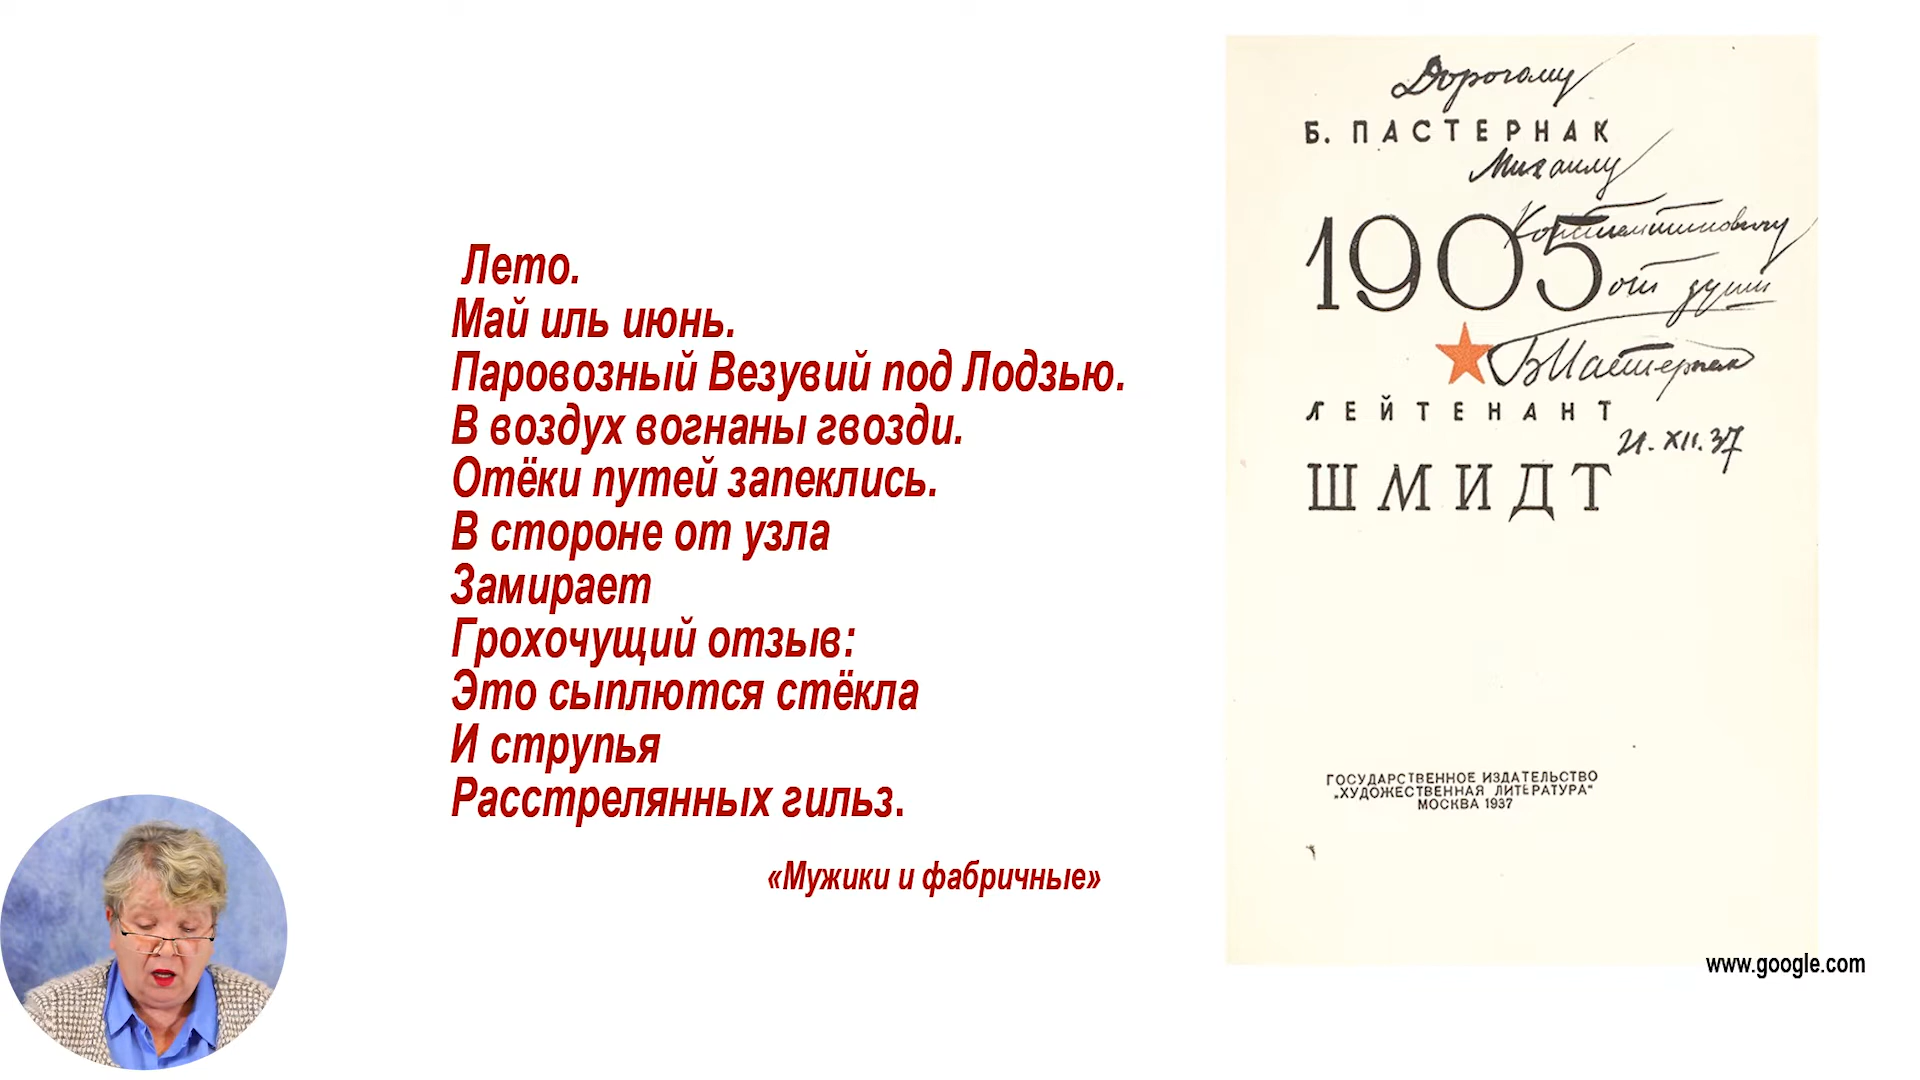 Лето.
Май иль июнь.
Паровозный Везувий под Лодзью.
В воздух вогнаны гвозди.
Отёки путей запеклись.
В стороне от узла
Замирает
Грохочущий отзыв:
Это сыплются стёкла
И струпья
Расстрелянных гильз.
«Мужики и фабричные»
Дорогому
Б. ПАСТЕРНАК
Михаилу
Константиновичу
1905
от души
БПастернак
ЛЕЙТЕНАНТ
21.XII.37
ШМИДТ
ГОСУДАРСТВЕННОЕ ИЗДАТЕЛЬСТВО
„ХУДОЖЕСТВЕННАЯ ЛИТЕРАТУРА"
МОСКВА 1937
www.google.com